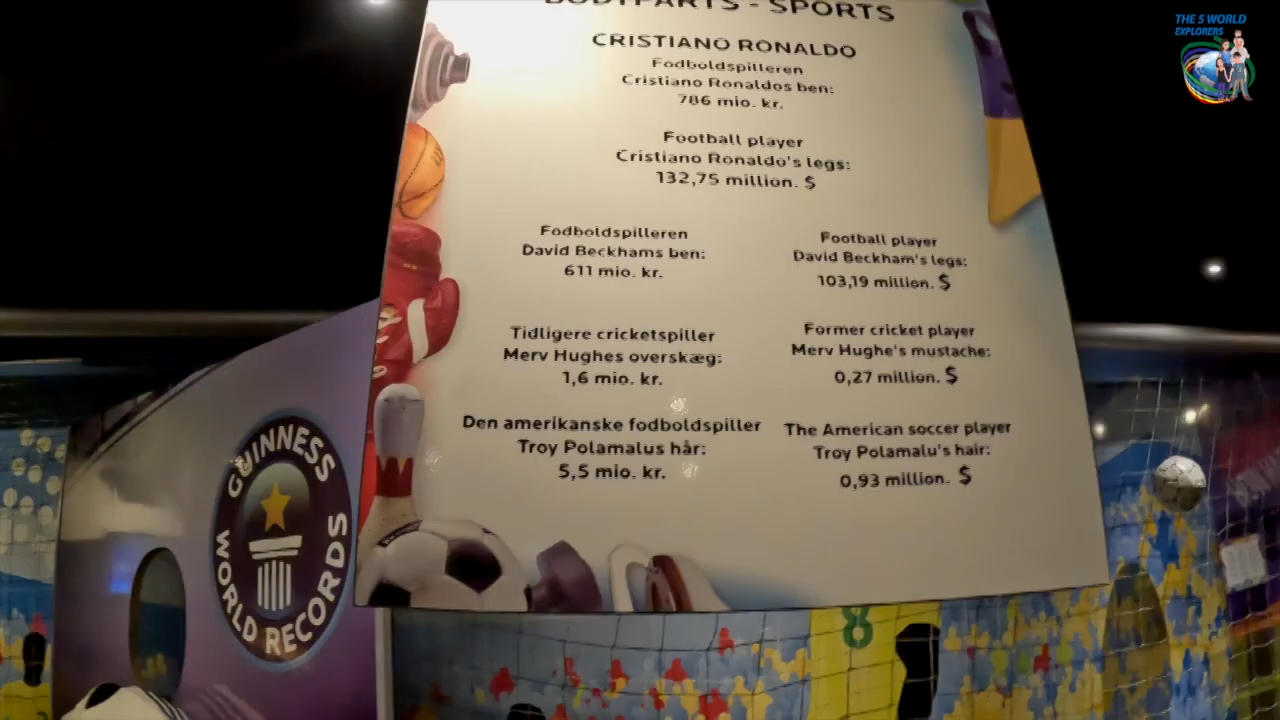 THE 5 WORLD
EXPLORERS
BODYPARTS - SPORTS
CRISTIANO RONALDO
Fodboldspilleren
Cristiano Ronaldos ben:
786 mio. kr.
Football player
Cristiano Ronaldo's legs:
132,75 million. $
Fodboldspilleren
David Beckhams ben:
611 mio. kr.
Football player
David Beckham's legs:
103,19 million. $
Tidligere cricketspiller
Merv Hughes overskæg:
1,6 mio. kr.
Former cricket player
Merv Hughe's mustache:
0,27 million. $
Den amerikanske fodboldspiller
Troy Polamalus hår:
5,5 mio. kr.
The American soccer player
Troy Polamalu's hair:
0,93 million. $
GUINNESS
WORLD RECORDS
8